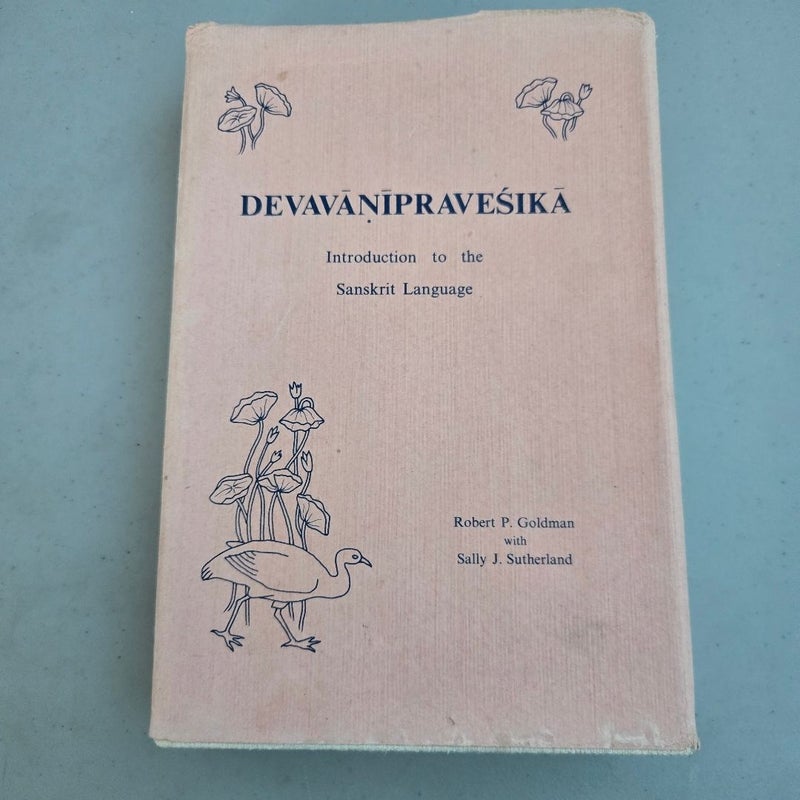 DEVAVĀṆĪPRAVEŚIKĀ
Introduction to the
Sanskrit Language
Robert P. Goldman
with
Sally J. Sutherland